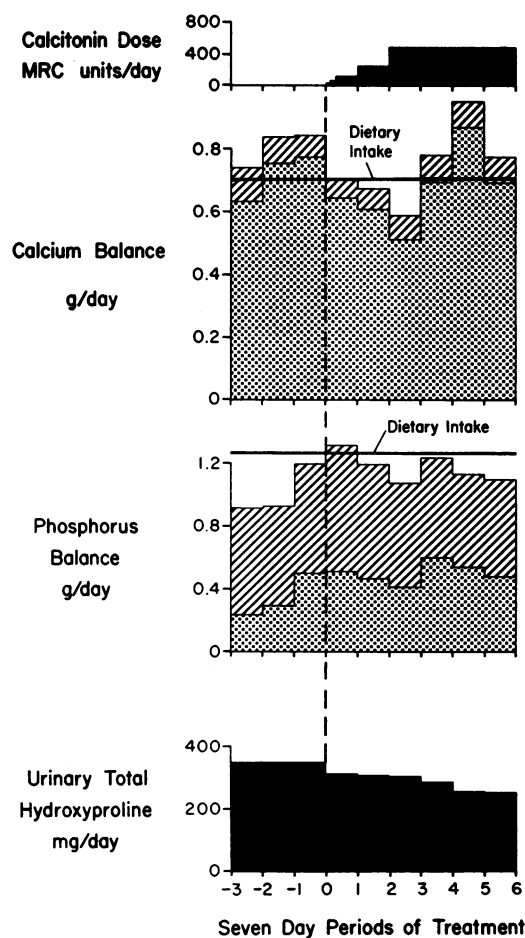 Calcitonin Dose
MRC units/day
800
400
0
Dietary
Intake
0.8
0.6
0.4
0.2
0
Calcium Balance
g/day
Dietary Intake
1.2
0.8
0.4
0
Phosphorus
Balance
g/day
400
200
0
Urinary Total
Hydroxyproline
mg/day
-3 -2 -1 0 1 2 3 4 5 6
Seven Day Periods of Treatment